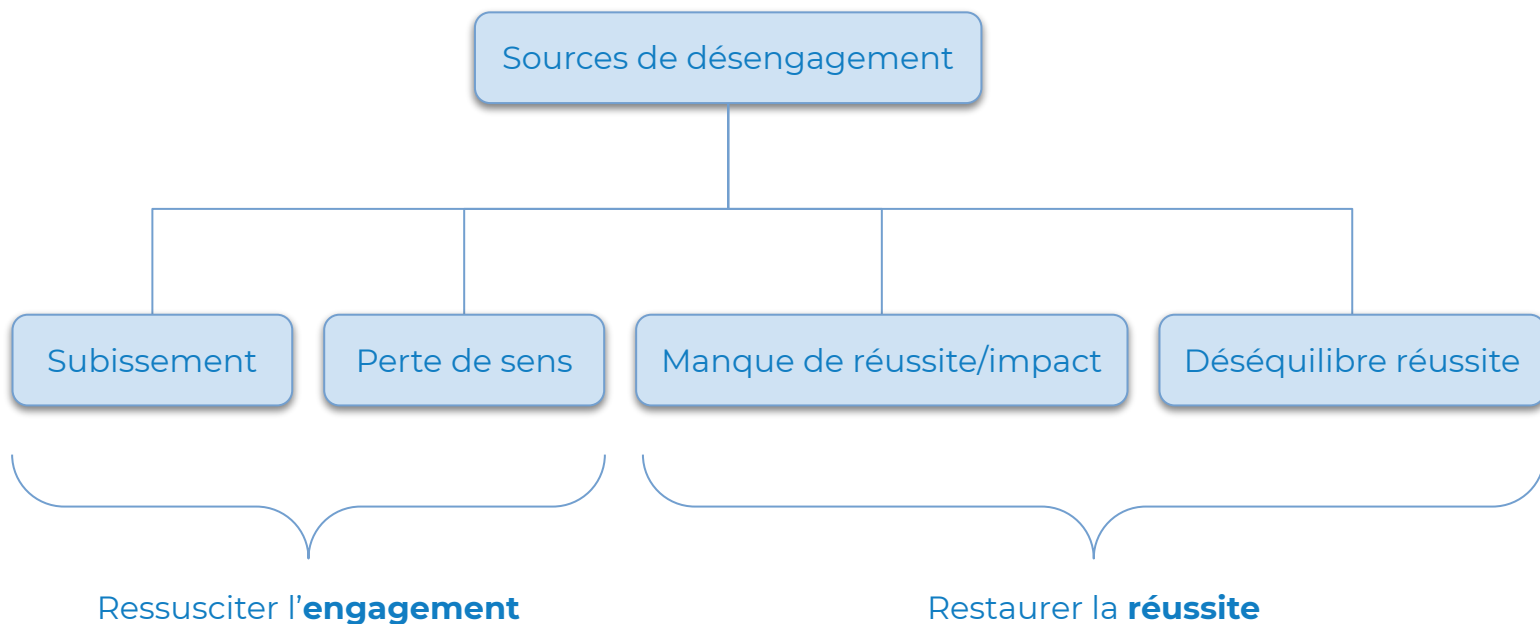 Sources de désengagement
Subissement
Perte de sens
Manque de réussite/impact
Déséquilibre réussite
Ressusciter l’engagement
Restaurer la réussite